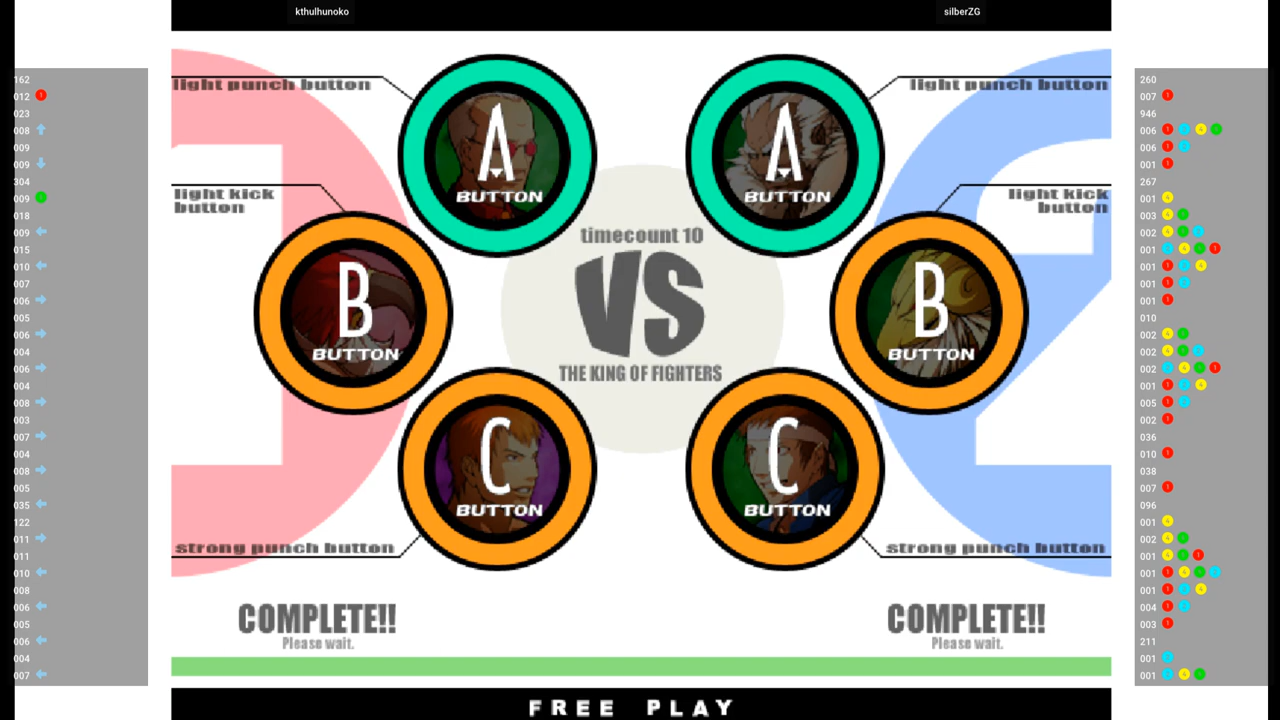 kthulhunoko
silberZG
light punch button
light punch button
A
BUTTON
A
BUTTON
light kick
button
light kick
button
timecount 10
VS
THE KING OF FIGHTERS
B
BUTTON
B
BUTTON
C
BUTTON
C
BUTTON
strong punch button
strong punch button
COMPLETE!!
Please wait.
COMPLETE!!
Please wait.
FREE PLAY
162
012
023
008
009
009
304
009
018
009
015
010
007
006
005
006
004
006
004
008
003
007
004
008
005
035
122
011
011
010
008
006
005
006
004
007
260
007
946
006
006
001
267
001
003
002
001
001
001
001
010
002
002
002
001
005
002
036
010
038
007
096
001
002
001
001
001
004
003
211
001
001